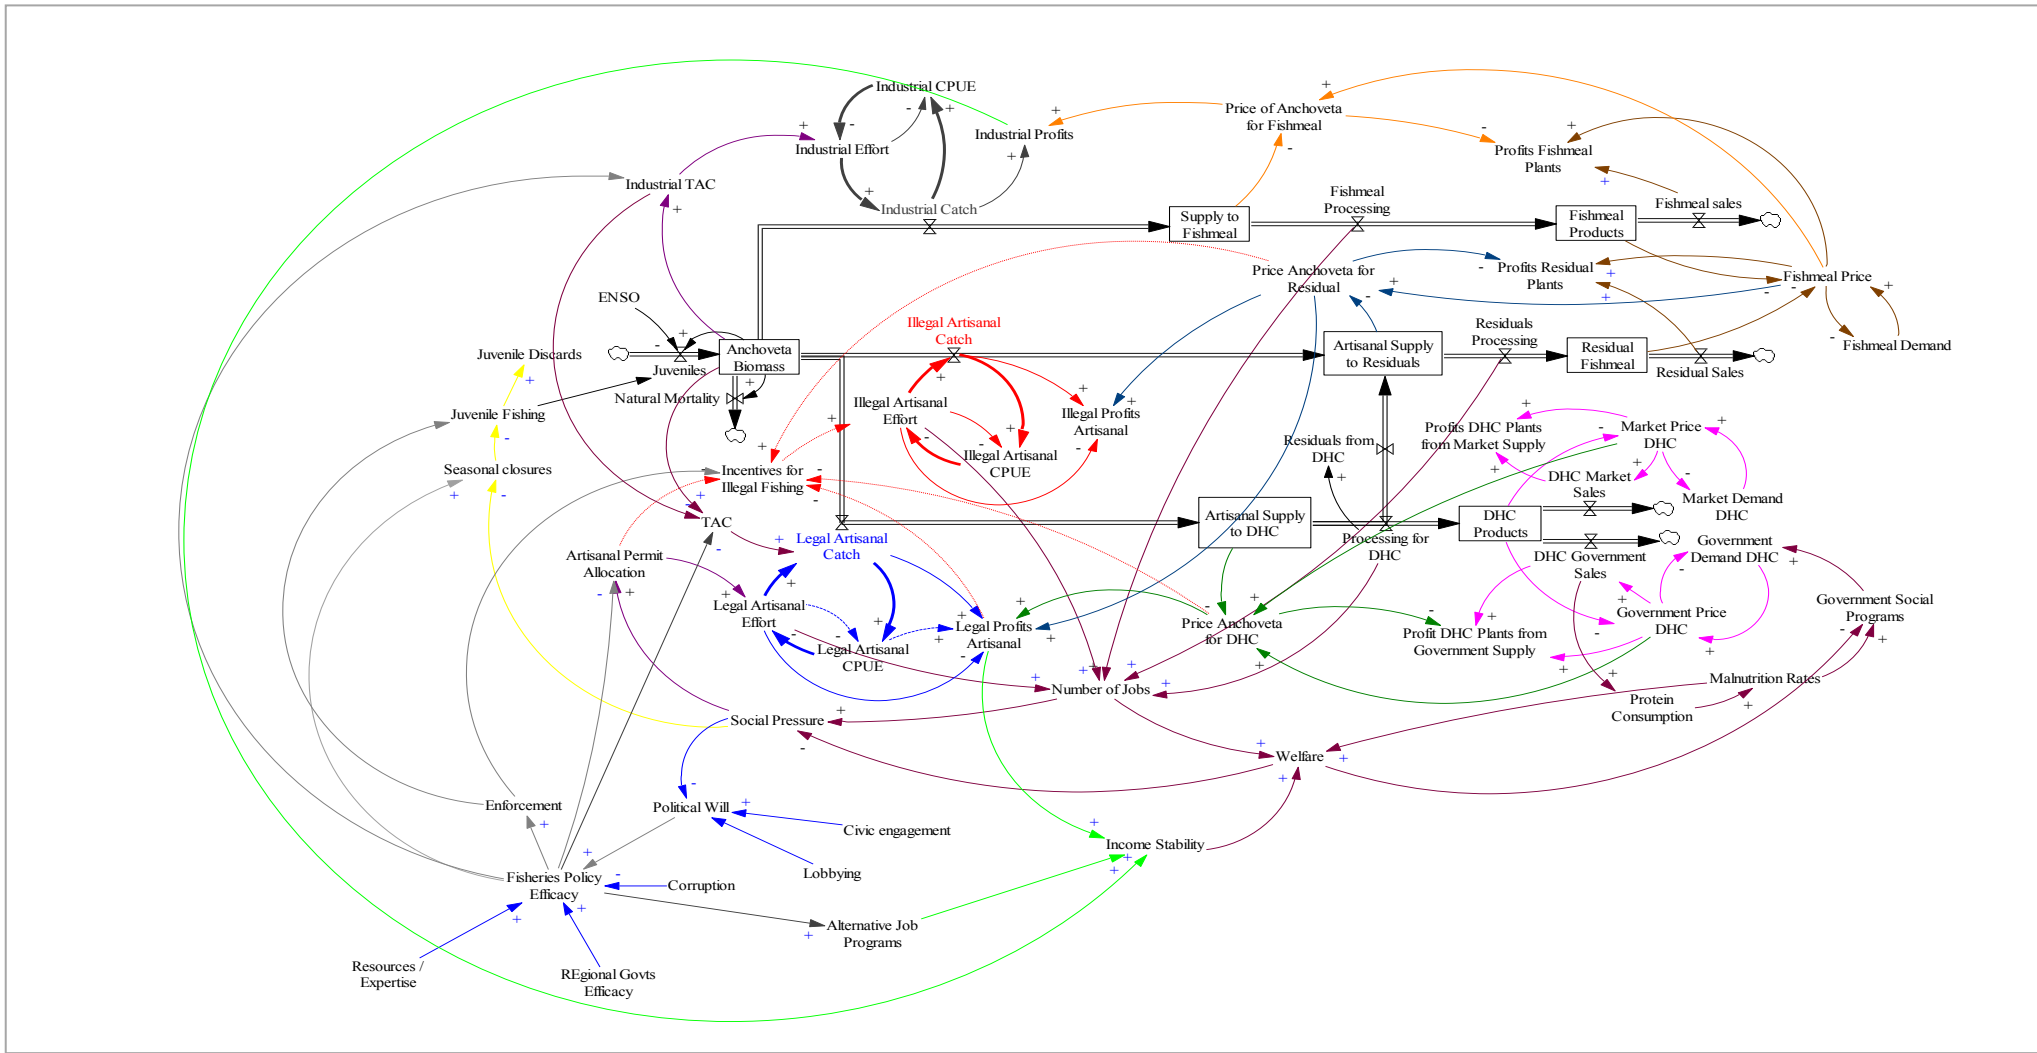 Industrial CPUE
Price of Anchoveta
for Fishmeal
Industrial Profits
Industrial Effort
Profits Fishmeal
Plants
Industrial TAC
Fishmeal
Processing
Fishmeal sales
Industrial Catch
Supply to
Fishmeal
Fishmeal
Products
Price Anchoveta for
Residual
Profits Residual
Plants
Fishmeal Price
ENSO
Illegal Artisanal
Catch
Residuals
Processing
Fishmeal Demand
Juvenile Discards
Anchoveta
Biomass
Artisanal Supply
to Residuals
Residual
Fishmeal
Residual Sales
Juveniles
Natural Mortality
Juvenile Fishing
Illegal Artisanal
Effort
Illegal Profits
Artisanal
Profits DHC Plants
from Market Supply
Market Price
DHC
Residuals from
DHC
Illegal Artisanal
CPUE
Seasonal closures
Incentives for
Illegal Fishing
DHC Market
Sales
Market Demand
DHC
TAC
Artisanal Supply
to DHC
DHC
Products
Legal Artisanal
Catch
Processing for
DHC
Government
Demand DHC
Artisanal Permit
Allocation
DHC Government
Sales
Legal Artisanal
Effort
Government Social
Programs
Legal Profits
Artisanal
Price Anchoveta
for DHC
Government Price
DHC
Profit DHC Plants from
Government Supply
Legal Artisanal
CPUE
Number of Jobs
Malnutrition Rates
Protein
Consumption
Social Pressure
Welfare
Enforcement
Political Will
Civic engagement
Income Stability
Lobbying
Fisheries Policy
Efficacy
Corruption
Alternative Job
Programs
Resources /
Expertise
REgional Govts
Efficacy